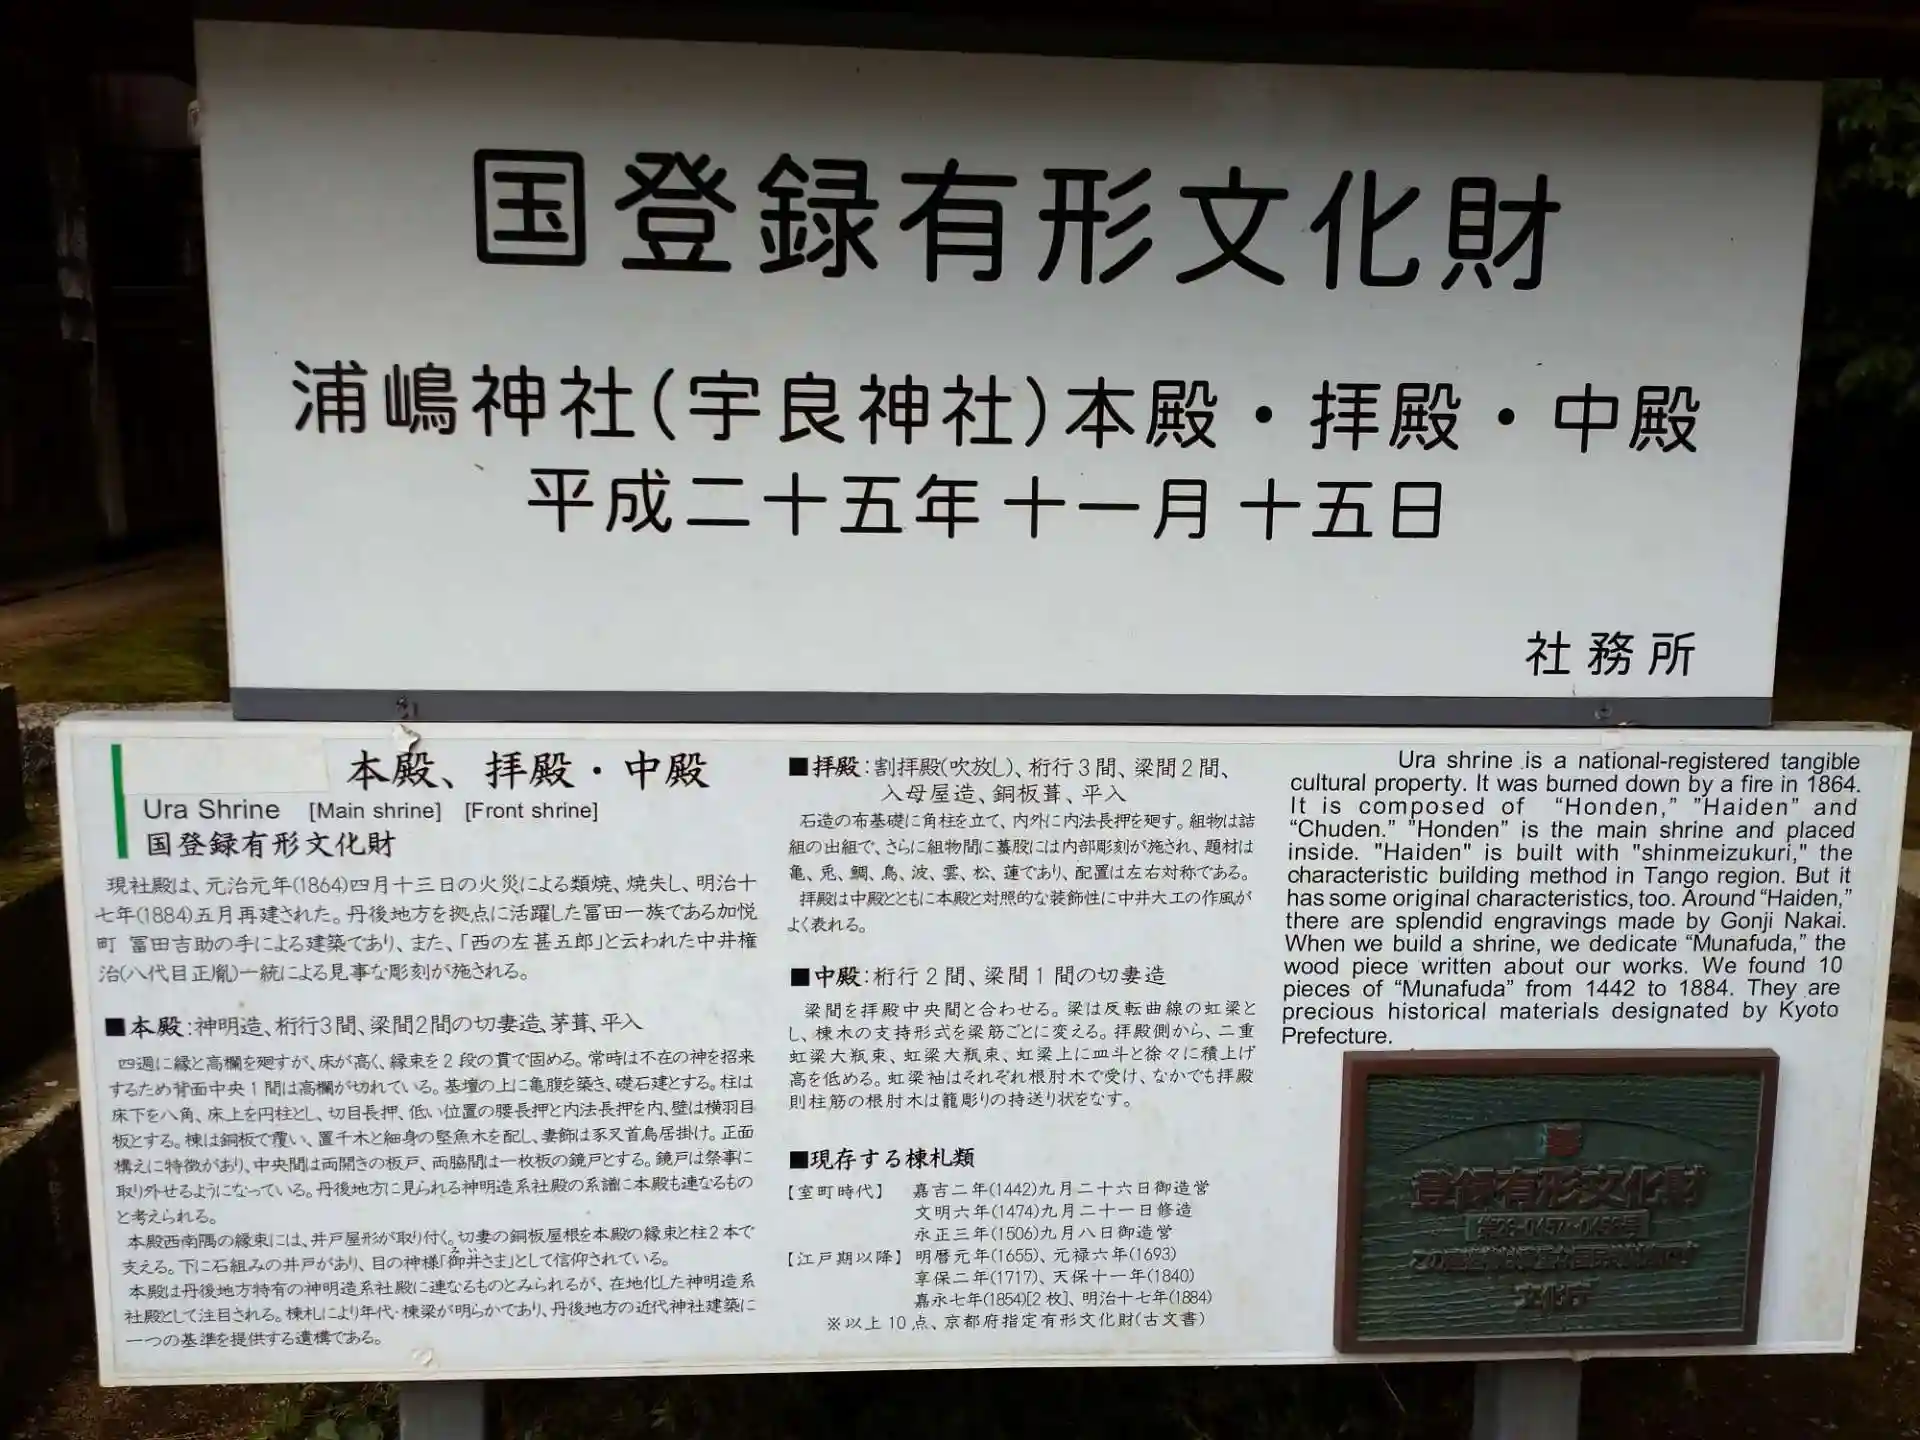 国登録有形文化財
浦嶋神社(宇良神社)本殿・拝殿・中殿
平成二十五年十一月十五日
社務所
本殿、拝殿・中殿
Ura Shrine [Main shrine] [Front shrine]
国登録有形文化財
現社殿は、元治元年(1864)四月十三日の火災による類焼、焼失し、明治十
七年(1884)五月再建された。丹後地方を拠点に活躍した冨田一族である加悦
町 冨田吉助の手による建築であり、また、「西の左甚五郎」と云われた中井権
治(八代目正胤)一統による見事な彫刻が施される。
■本殿:神明造、桁行3間、梁間2間の切妻造、茅葺、平入
四週に縁と高欄を廻すが、床が高く、縁束を2段の貫で固める。常時は不在の神を招来
するため背面中央1間は高欄が切れている。基壇の上に亀腹を築き、礎石建とする。柱は
床下を八角、床上を円柱とし、切目長押、低い位置の腰長押と内法長押を内、壁は横羽目
板とする。棟は銅板で覆い、置千木と細身の堅魚木を配し、妻飾は豕叉首鳥居掛け。正面
構えに特徴があり、中央間は両開きの板戸、両脇間は一枚板の鏡戸とする。鏡戸は祭事に
取り外せるようになっている。丹後地方に見られる神明造系社殿の系譜に本殿も連なるもの
と考えられる。
本殿西南隅の縁束には、井戸屋形が取り付く。切妻の銅板屋根を本殿の縁束と柱2本で
支える。下に石組みの井戸があり、目の神様「御井さま」として信仰されている。
本殿は丹後地方特有の神明造系社殿に連なるものとみられるが、在地化した神明造系
社殿として注目される。棟札により年代・棟梁が明らかであり、丹後地方の近代神社建築に
一つの基準を提供する遺構である。
■拝殿:割拝殿(吹放し)、桁行3間、梁間2間、
入母屋造、銅板葺、平入
石造の布基礎に角柱を立て、内外に内法長押を廻す。組物は詰
組の出組で、さらに組物間に蟇股には内部彫刻が施され、題材は
亀、兎、鯛、鳥、波、雲、松、蓮であり、配置は左右対称である。
拝殿は中殿とともに本殿と対照的な装飾性に中井大工の作風が
よく表れる。
■中殿:桁行2間、梁間1間の切妻造
梁間を拝殿中央間と合わせる。梁は反転曲線の虹梁と
し、棟木の支持形式を梁筋ごとに変える。拝殿側から、二重
虹梁大瓶束、虹梁大瓶束、虹梁上に皿斗と徐々に積上げ
高を低める。虹梁袖はそれぞれ根肘木で受け、なかでも拝殿
則柱筋の根肘木は籠彫りの持送り状をなす。
■現存する棟札類
【室町時代】 嘉吉二年(1442)九月二十六日御造営
文明六年(1474)九月二十一日修造
永正三年(1506)九月八日御造営
【江戸期以降】 明暦元年(1655)、元禄六年(1693)
享保二年(1717)、天保十一年(1840)
嘉永七年(1854)[2枚]、明治十七年(1884)
※以上10点、京都府指定有形文化財(古文書)
Ura shrine is a national-registered tangible
cultural property. It was burned down by a fire in 1864.
It is composed of “Honden,” ”Haiden” and
“Chuden.” ”Honden” is the main shrine and placed
inside. "Haiden" is built with "shinmeizukuri," the
characteristic building method in Tango region. But it
has some original characteristics, too. Around “Haiden,”
there are splendid engravings made by Gonji Nakai.
When we build a shrine, we dedicate “Munafuda,” the
wood piece written about our works. We found 10
pieces of “Munafuda” from 1442 to 1884. They are
precious historical materials designated by Kyoto
Prefecture.
登録有形文化財
文化庁